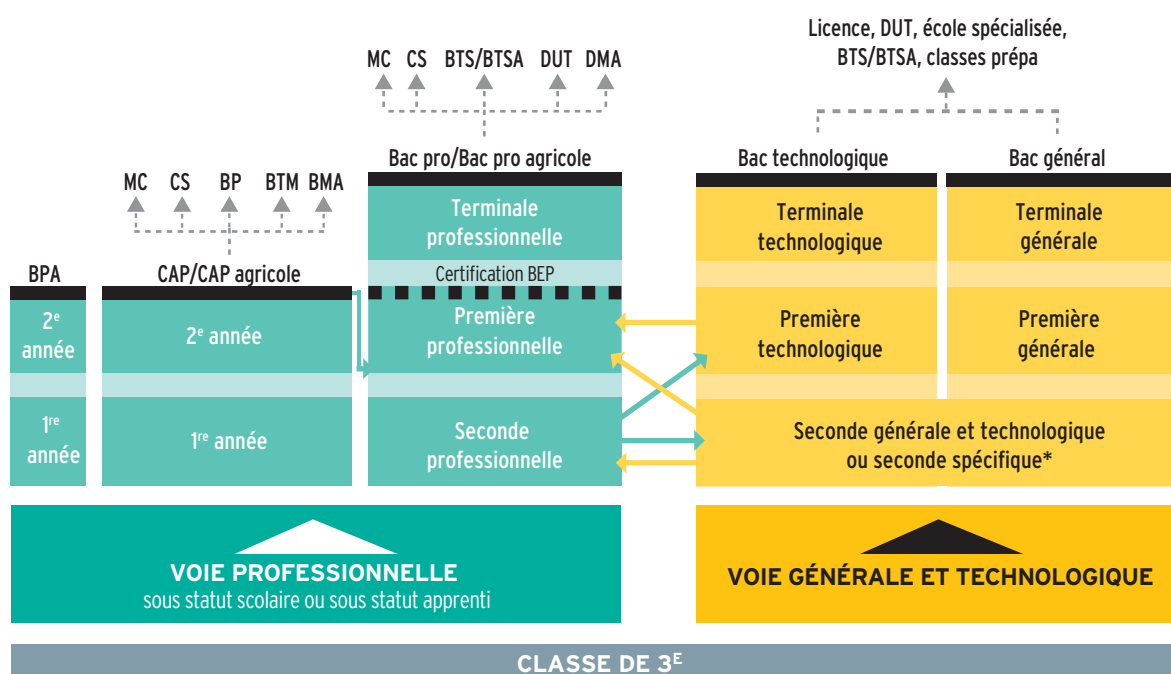 Licence, DUT, école spécialisée,
BTS/BTSA, classes prépa
MC CS BTS/BTSA DUT DMA
Bac pro/Bac pro agricole
Bac technologique
Bac général
MC CS BP BTM BMA
Terminale
professionnelle
Terminale
technologique
Terminale
générale
BPA
CAP/CAP agricole
Certification BEP
2e
année
2e année
Première
professionnelle
Première
technologique
Première
générale
1re
année
1re année
Seconde
professionnelle
Seconde générale et technologique
ou seconde spécifique*
VOIE PROFESSIONNELLE
sous statut scolaire ou sous statut apprenti
VOIE GÉNÉRALE ET TECHNOLOGIQUE
CLASSE DE 3E